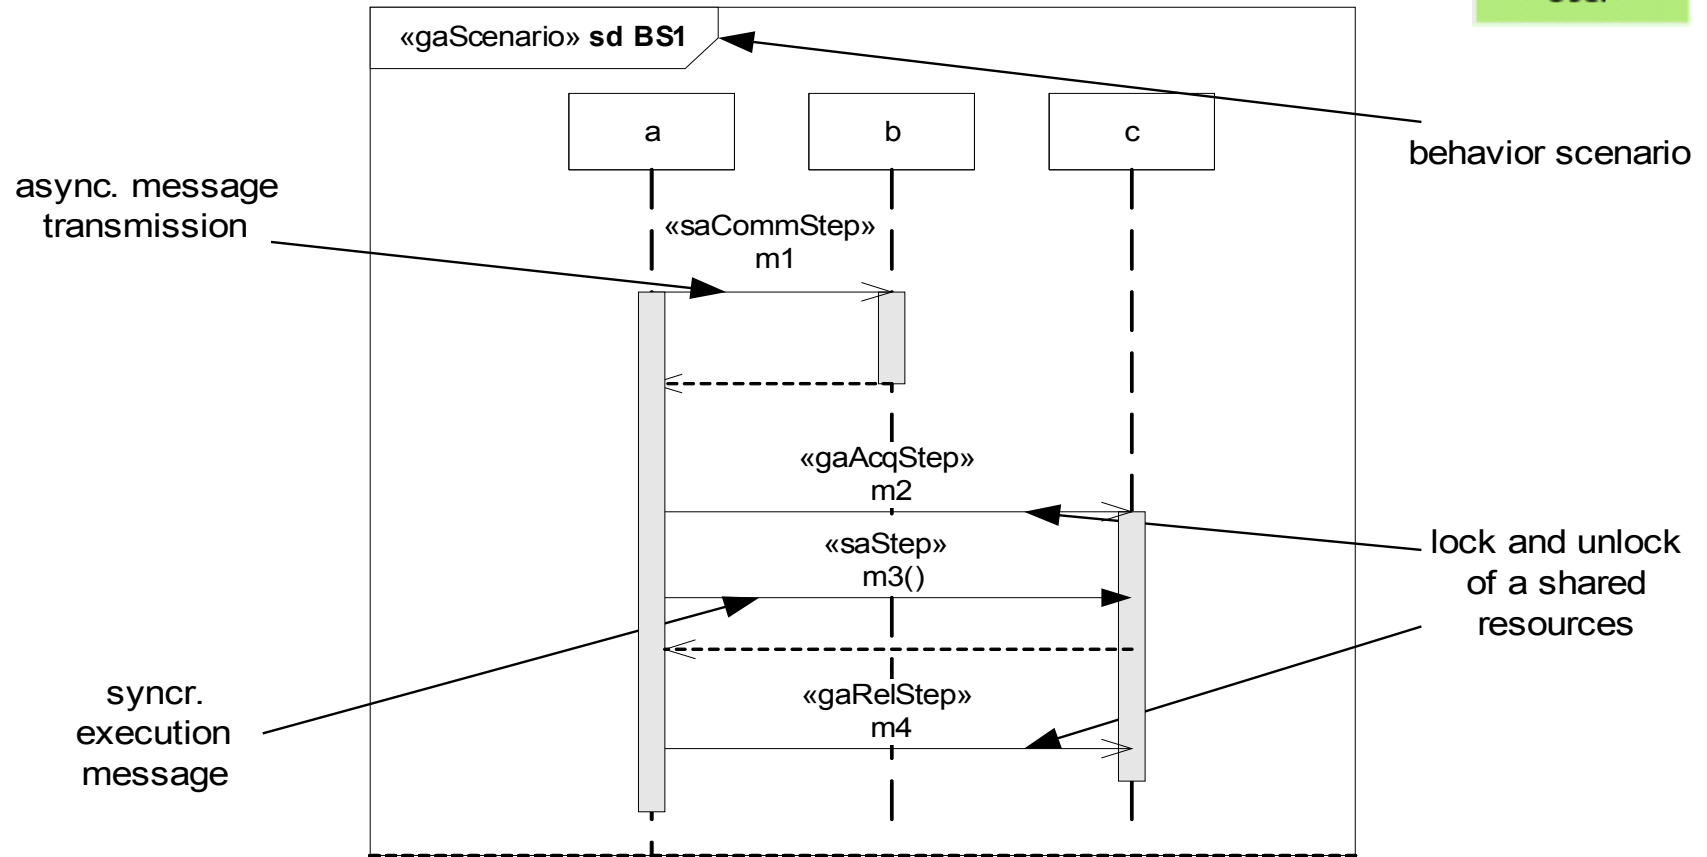 «gaScenario» sd BS1
a
b
c
behavior scenario
async. message
transmission
«saCommStep»
m1
«gaAcqStep»
m2
«saStep»
m3()
lock and unlock
of a shared
resources
syncr.
execution
message
«gaRelStep»
m4